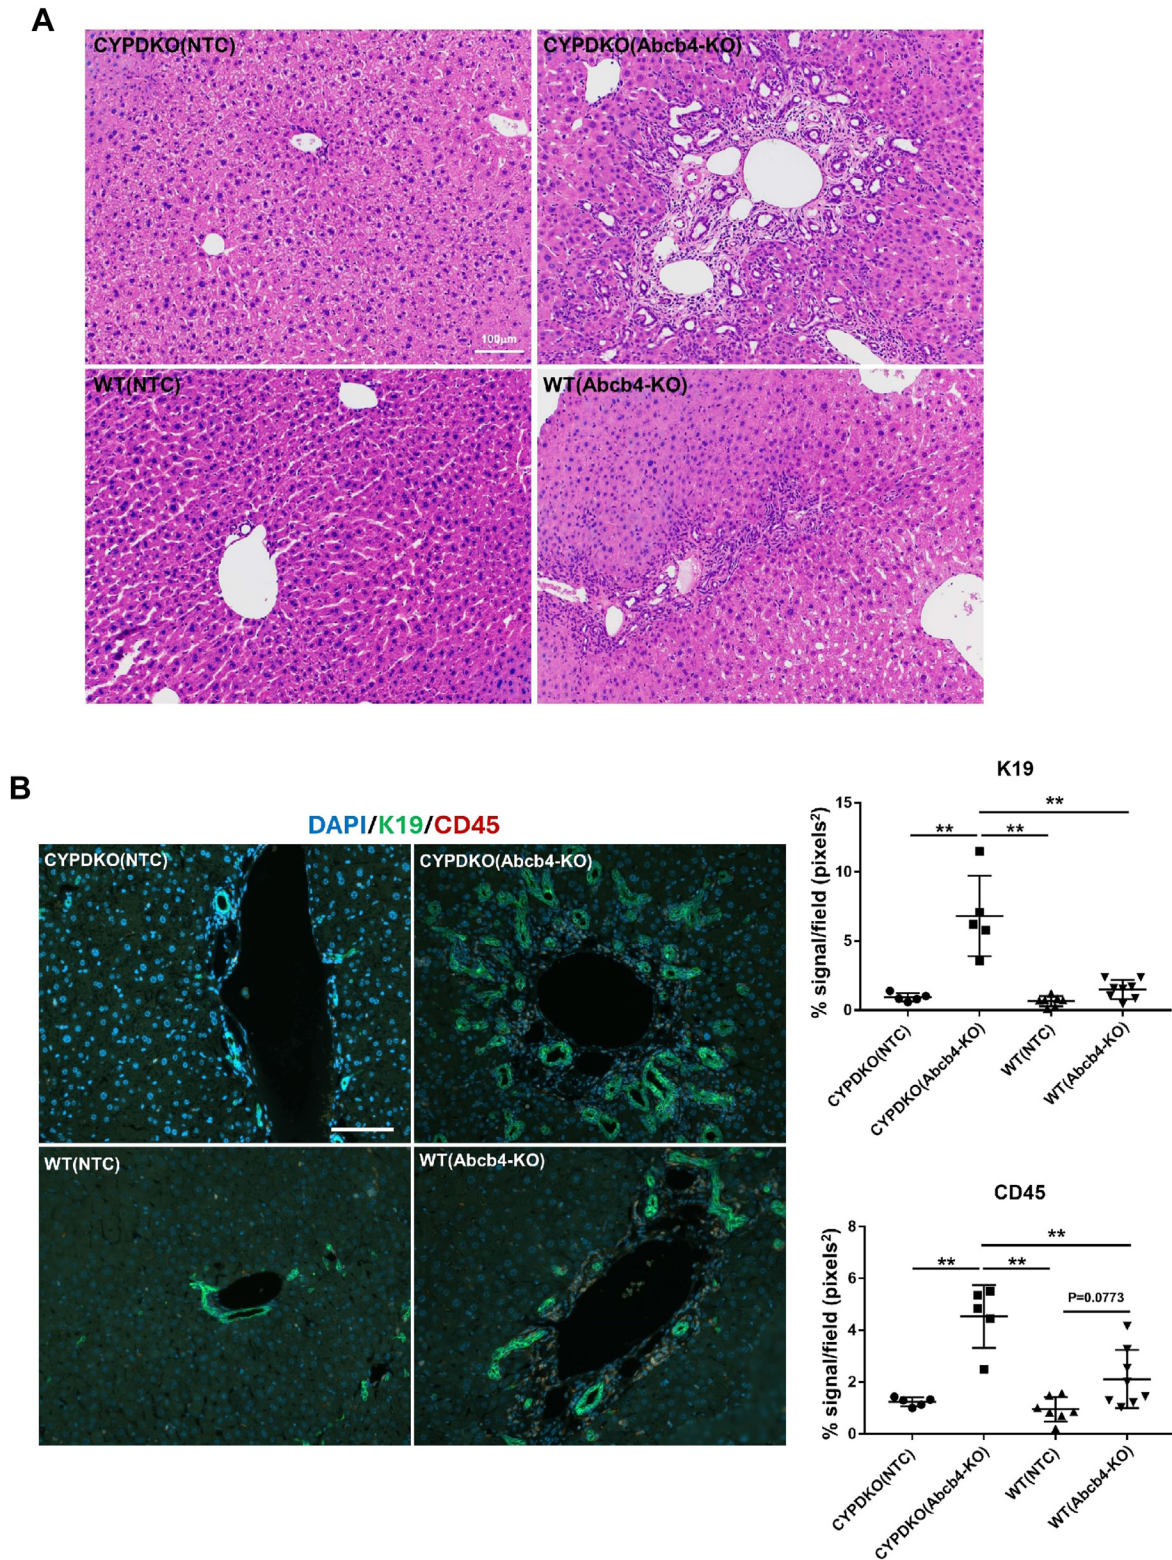 A
CYPDKO(NTC)
CYPDKO(Abcb4-KO)
100μm
WT(NTC)
WT(Abcb4-KO)
B
DAPI/K19/CD45
CYPDKO(NTC)
CYPDKO(Abcb4-KO)
WT(NTC)
WT(Abcb4-KO)
K19
% signal/field (pixels²)
15
10
5
0
**
**
**
CYPDKO(NTC)
CYPDKO(Abcb4-KO)
WT(NTC)
WT(Abcb4-KO)
CD45
% signal/field (pixels²)
8
6
4
2
0
**
**
**
P=0.0773
CYPDKO(NTC)
CYPDKO(Abcb4-KO)
WT(NTC)
WT(Abcb4-KO)